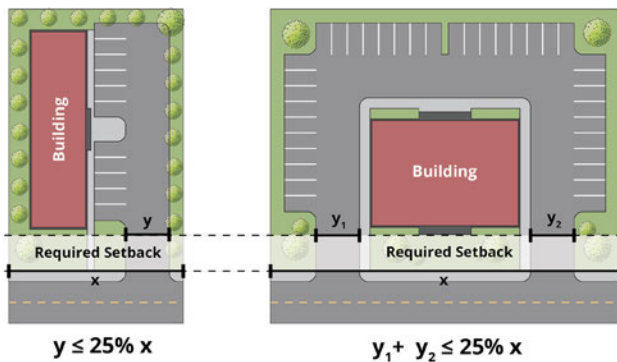 Building
Building
y
y₁
y₂
Required Setback
Required Setback
x
x
y ≤ 25% x
y₁+ y₂ ≤ 25% x